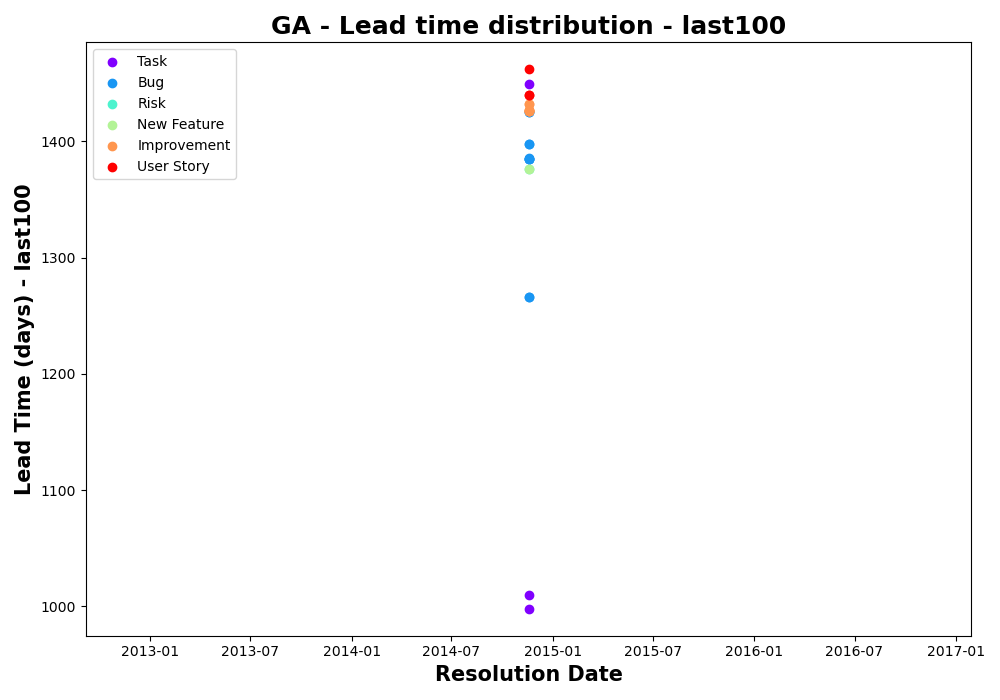 GA - Lead time distribution - last100
Task
Bug
Risk
New Feature
Improvement
User Story
Lead Time (days) - last100
1400
1300
1200
1100
1000
2013-01
2013-07
2014-01
2014-07
2015-01
2015-07
2016-01
2016-07
2017-01
Resolution Date